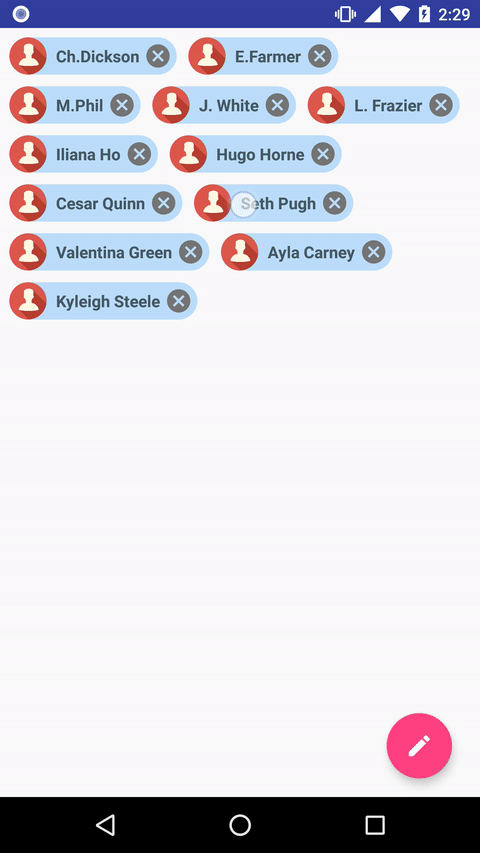 2:29
Ch.Dickson E.Farmer
M.Phil J. White L. Frazier
Iliana Ho Hugo Horne
Cesar Quinn Seth Pugh
Valentina Green Ayla Carney
Kyleigh Steele